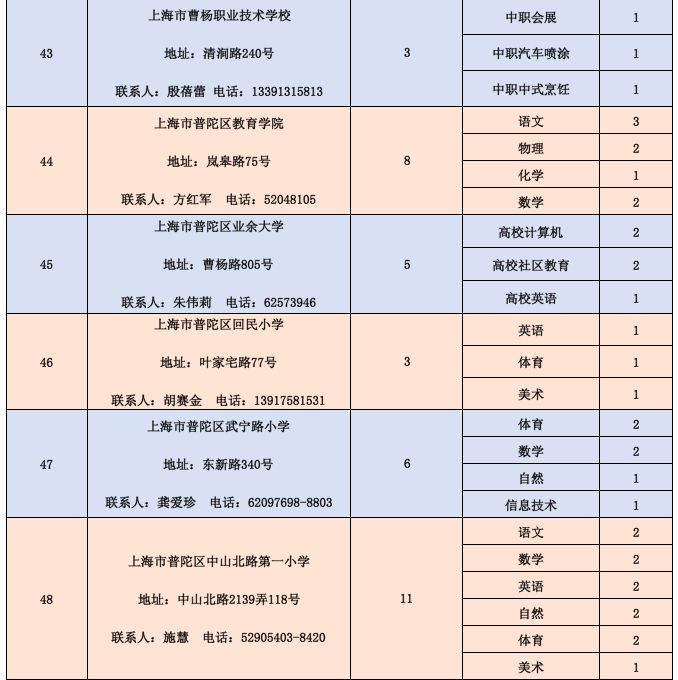 43
上海市曹杨职业技术学校
地址：清涧路240号
联系人：殷蓓蕾 电话：13391315813
3
中职会展 1
中职汽车喷涂 1
中职中式烹饪 1
44
上海市普陀区教育学院
地址：岚皋路75号
联系人：方红军 电话：52048105
8
语文 3
物理 2
化学 1
数学 2
45
上海市普陀区业余大学
地址：曹杨路805号
联系人：朱伟莉 电话：62573946
5
高校计算机 2
高校社区教育 2
高校英语 1
46
上海市普陀区回民小学
地址：叶家宅路77号
联系人：胡赛金 电话：13917581531
3
英语 1
体育 1
美术 1
47
上海市普陀区武宁路小学
地址：东新路340号
联系人：龚爱珍 电话：62097698-8803
6
体育 2
数学 2
自然 1
信息技术 1
48
上海市普陀区中山北路第一小学
地址：中山北路2139弄118号
联系人：施慧 电话：52905403-8420
11
语文 2
数学 2
英语 2
自然 2
体育 2
美术 1